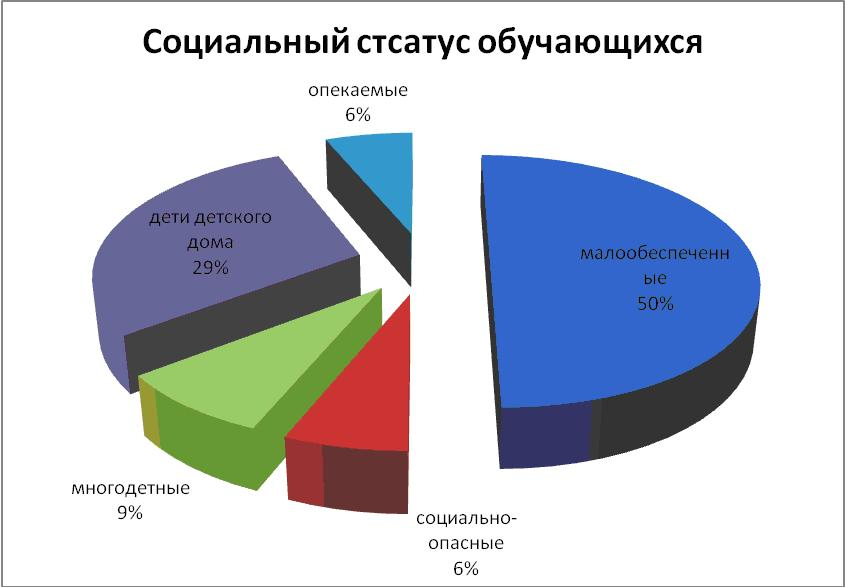 Социальный стсатус обучающихся
опекаемые
6%
дети детского
дома
29%
малообеспеченн
ые
50%
многодетные
9%
социально-
опасные
6%